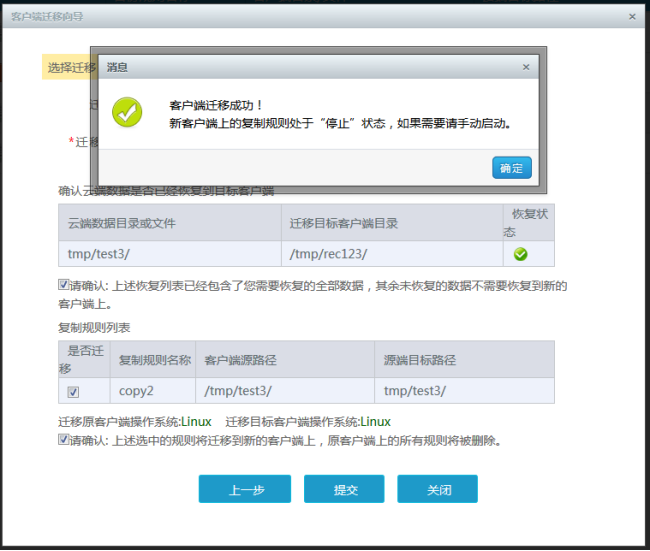 客户端迁移向导
选择迁移
消息
客户端迁移成功！
新客户端上的复制规则处于“停止”状态，如果需要请手动启动。
*迁移
确定
确认云端数据是否已经恢复到目标客户端
云端数据目录或文件 迁移目标客户端目录 恢复状态
tmp/test3/ /tmp/rec123/
请确认: 上述恢复列表已经包含了您需要恢复的全部数据，其余未恢复的数据不需要恢复到新的
客户端上。
复制规则列表
是否迁移 复制规则名称 客户端源路径 源端目标路径
copy2 /tmp/test3/ tmp/test3/
迁移原客户端操作系统:Linux 迁移目标客户端操作系统:Linux
请确认: 上述选中的规则将迁移到新的客户端上，原客户端上的所有规则将被删除。
上一步 提交 关闭